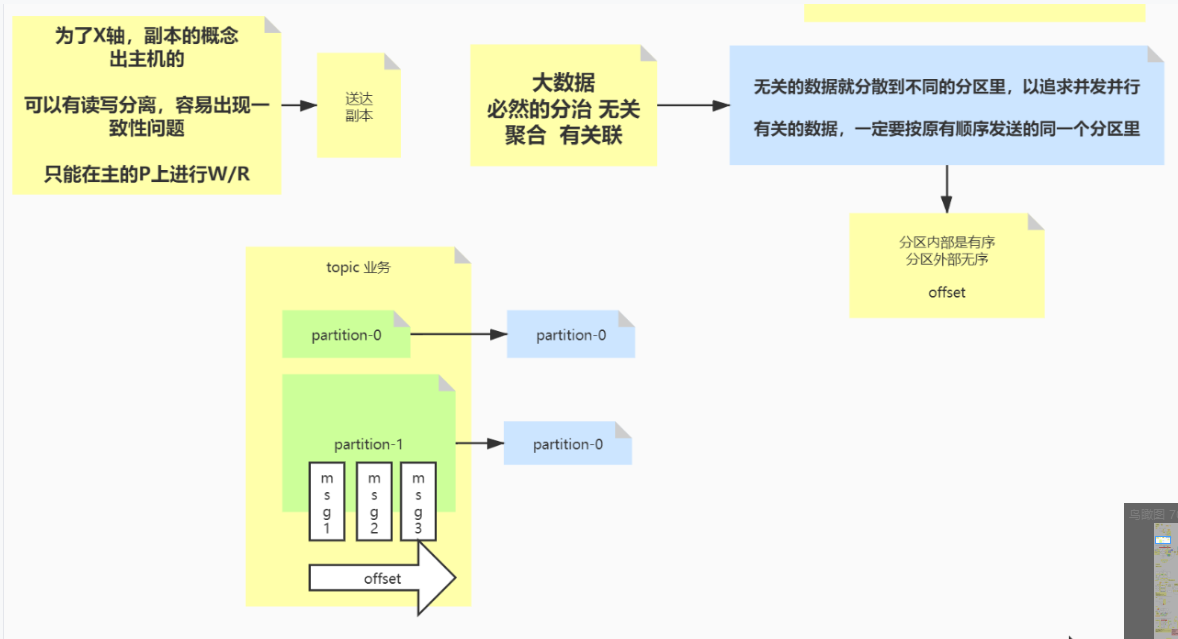 为了X轴，副本的概念
出主机的
可以有读写分离，容易出现一
致性问题
只能在主的P上进行W/R
送达
副本
大数据
必然的分治 无关
聚合 有关联
无关的数据就分散到不同的分区里，以追求并发并行
有关的数据，一定要按原有顺序发送的同一个分区里
分区内部是有序
分区外部无序
offset
topic 业务
partition-0
partition-0
partition-1
partition-0
msg1
msg2
msg3
offset
鸟瞰图